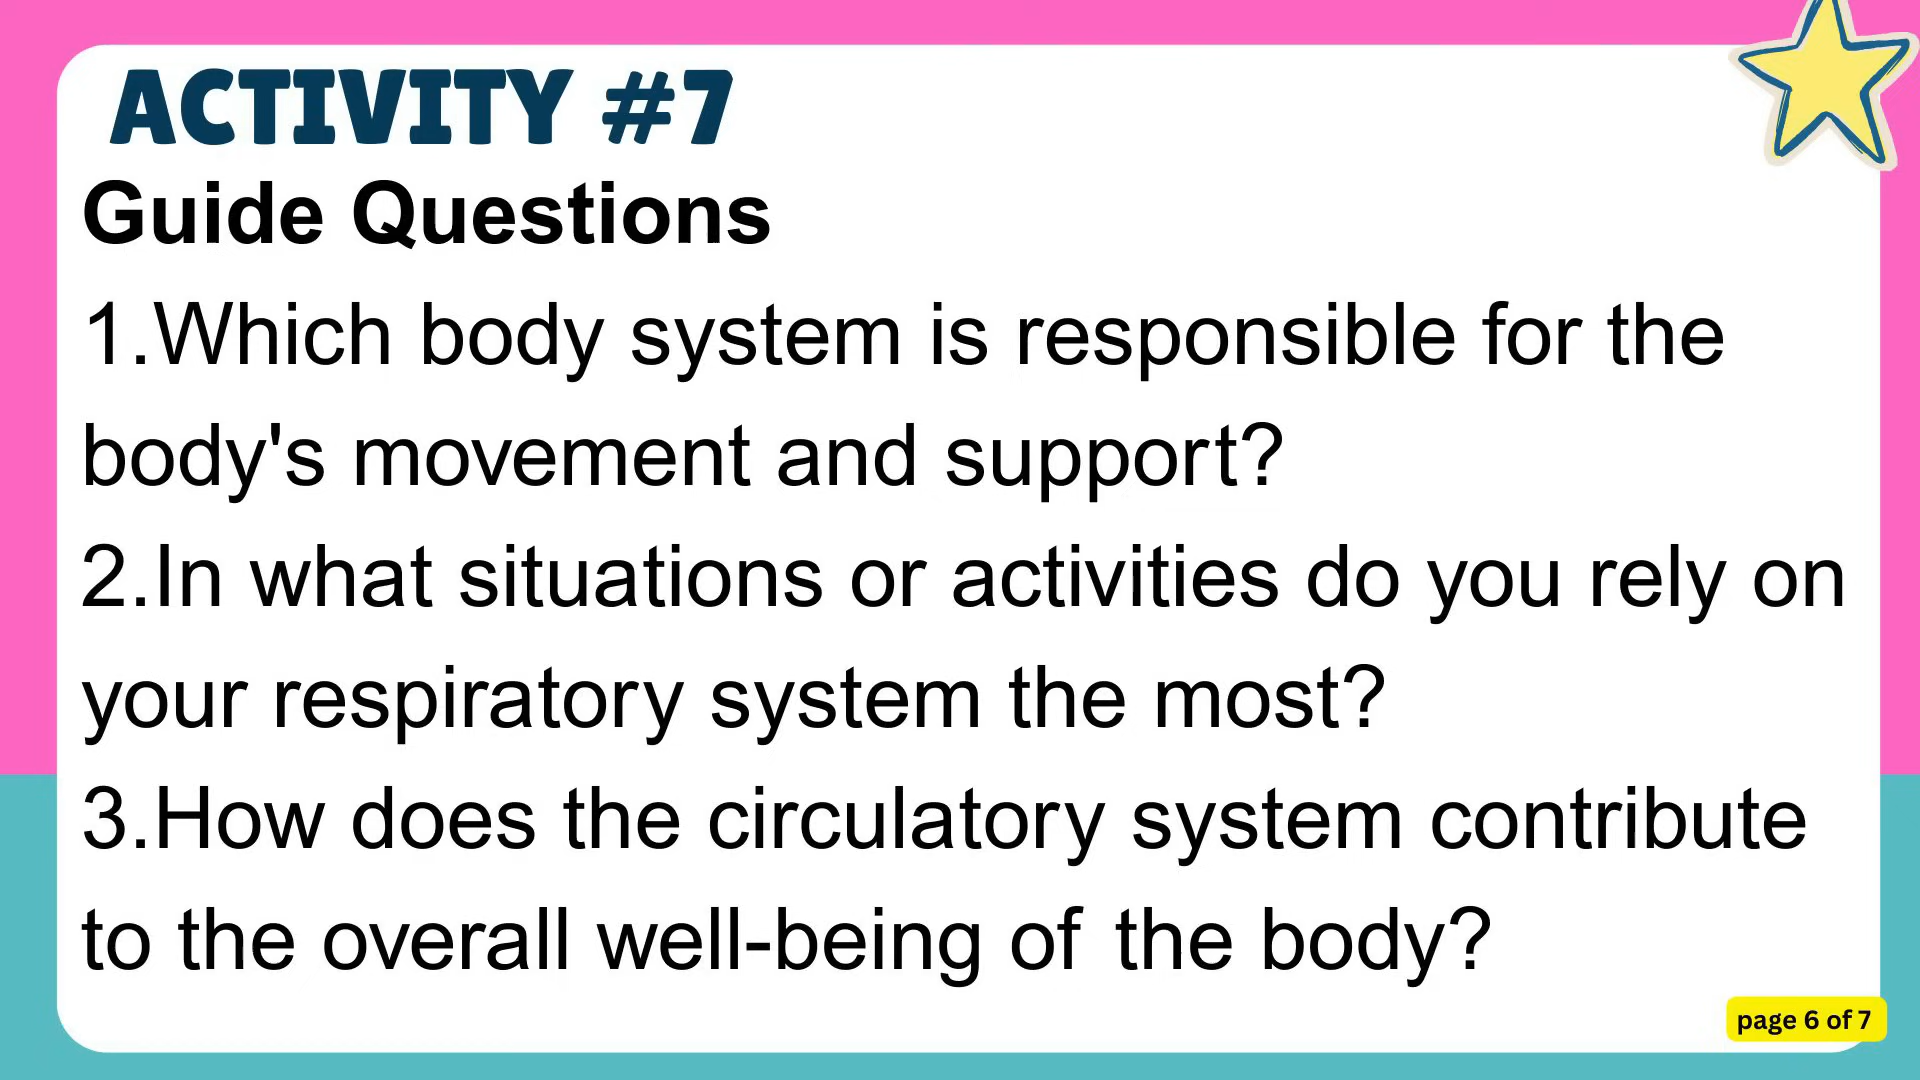 ACTIVITY #7
Guide Questions
1.Which body system is responsible for the
body's movement and support?
2.In what situations or activities do you rely on
your respiratory system the most?
3.How does the circulatory system contribute
to the overall well-being of the body?
page 6 of 7